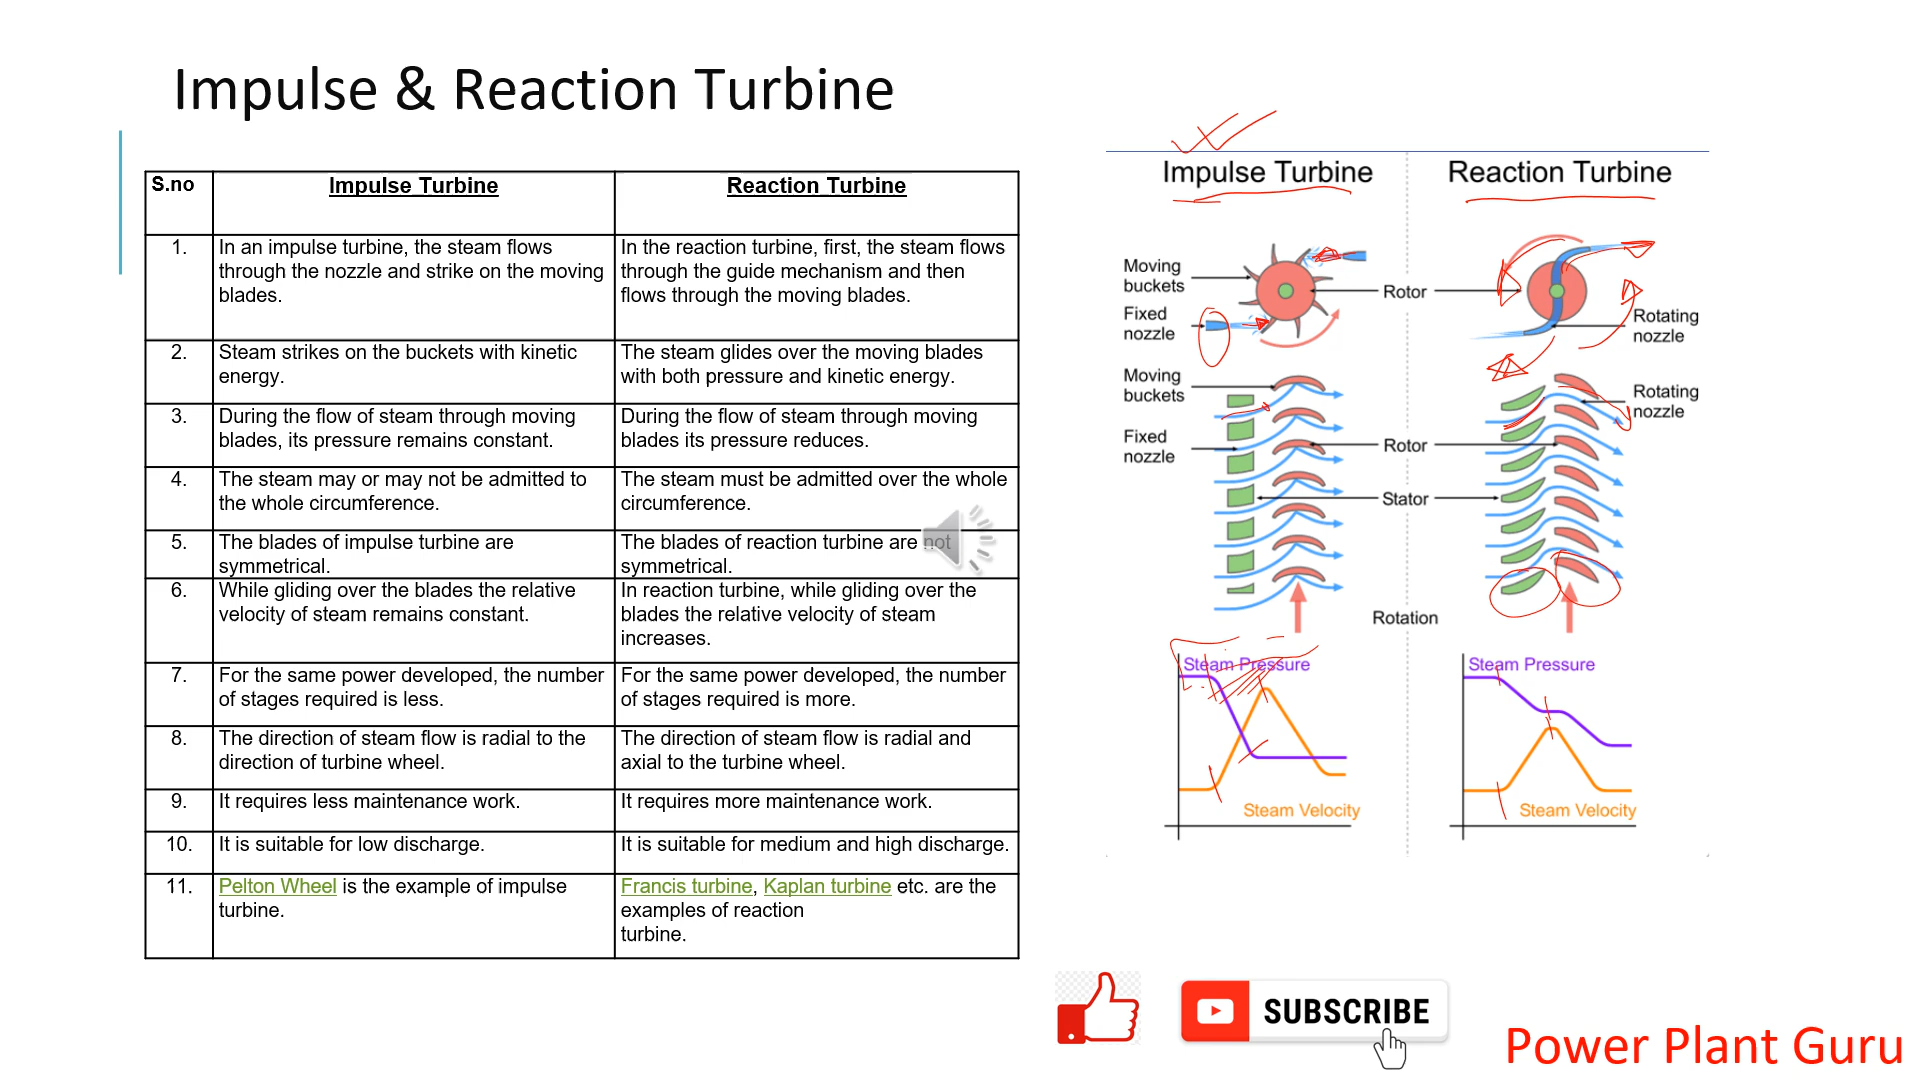 Impulse & Reaction Turbine
S.no
Impulse Turbine
Reaction Turbine
1.
In an impulse turbine, the steam flows
through the nozzle and strike on the moving
blades.
In the reaction turbine, first, the steam flows
through the guide mechanism and then
flows through the moving blades.
2.
Steam strikes on the buckets with kinetic
energy.
The steam glides over the moving blades
with both pressure and kinetic energy.
3.
During the flow of steam through moving
blades, its pressure remains constant.
During the flow of steam through moving
blades its pressure reduces.
4.
The steam may or may not be admitted to
the whole circumference.
The steam must be admitted over the whole
circumference.
5.
The blades of impulse turbine are
symmetrical.
The blades of reaction turbine are not
symmetrical.
6.
While gliding over the blades the relative
velocity of steam remains constant.
In reaction turbine, while gliding over the
blades the relative velocity of steam
increases.
7.
For the same power developed, the number
of stages required is less.
For the same power developed, the number
of stages required is more.
8.
The direction of steam flow is radial to the
direction of turbine wheel.
The direction of steam flow is radial and
axial to the turbine wheel.
9.
It requires less maintenance work.
It requires more maintenance work.
10.
It is suitable for low discharge.
It is suitable for medium and high discharge.
11.
Pelton Wheel is the example of impulse
turbine.
Francis turbine, Kaplan turbine etc. are the
examples of reaction
turbine.
Impulse Turbine
Reaction Turbine
Moving
buckets
Rotor
Fixed
nozzle
Rotating
nozzle
Moving
buckets
Rotating
nozzle
Fixed
nozzle
Rotor
Stator
Rotation
Steam Pressure
Steam Velocity
Steam Pressure
Steam Velocity
SUBSCRIBE
Power Plant Guru